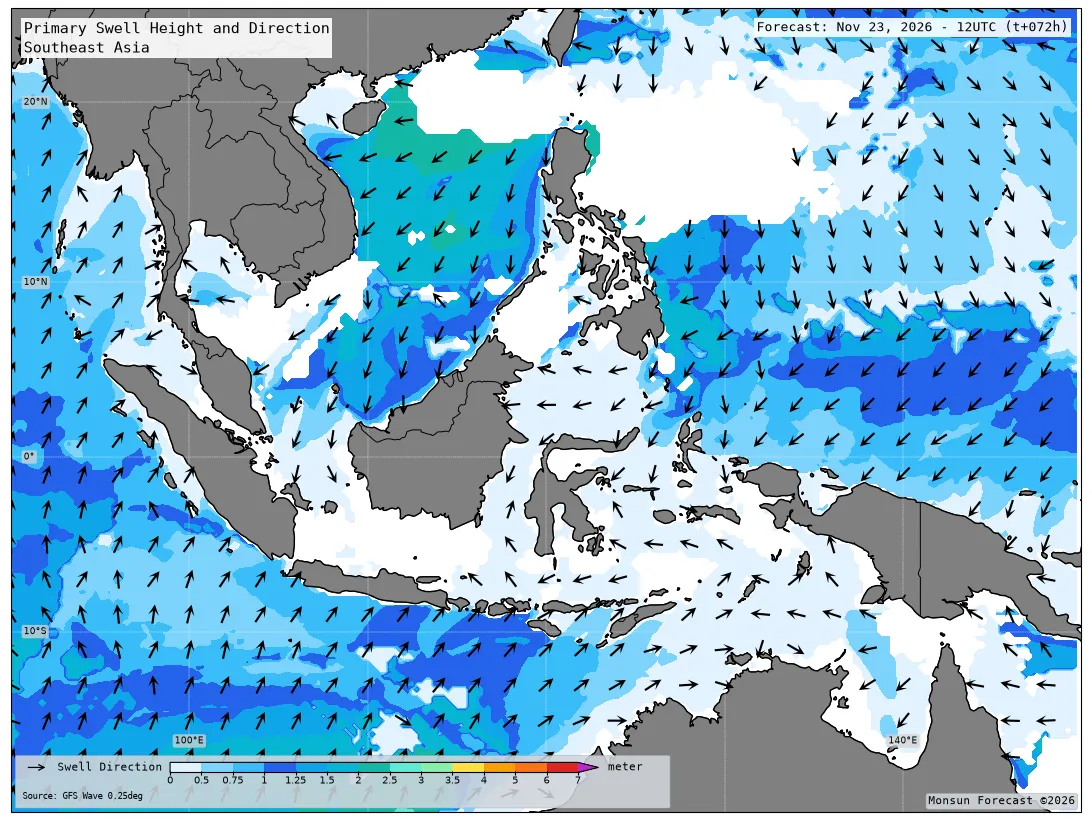 Primary Swell Height and Direction
Southeast Asia
Forecast: Nov 23, 2026 - 12UTC (t+072h)
20°N
10°N
0°
10°S
100°E
140°E
Swell Direction
0 0.5 0.75 1 1.25 1.5 2 2.5 3 3.5 4 5 6 7
meter
Source: GFS Wave 0.25deg
Monsun Forecast ©2026